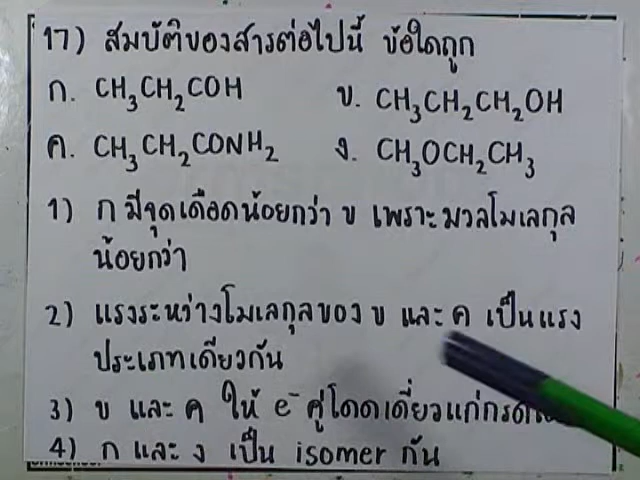 17) สมบัติของสารต่อไปนี้ ข้อใดถูก
ก. CH3CH2COH ข. CH3CH2CH2OH
ค. CH3CH2CONH2 ง. CH3OCH2CH3
1) ก มีจุดเดือดน้อยกว่า ข เพราะมวลโมเลกุล
น้อยกว่า
2) แรงระหว่างโมเลกุลของ ข และ ค เป็นแรง
ประเภทเดียวกัน
3) ข และ ค ให้ e- คู่โดดเดี่ยวแก่กรด
4) ก และ ง เป็น isomer กัน